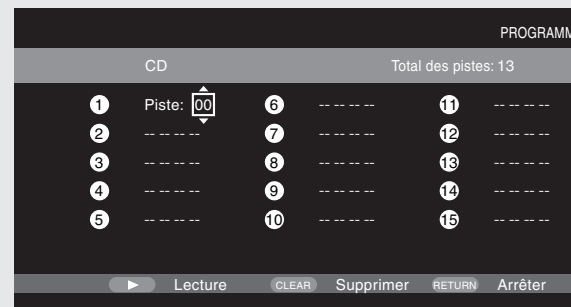 PROGRAMM
CD Total des pistes: 13
1 Piste: 00 6 -- -- -- -- 11 -- -- -- --
2 -- -- -- -- 7 -- -- -- -- 12 -- -- -- --
3 -- -- -- -- 8 -- -- -- -- 13 -- -- -- --
4 -- -- -- -- 9 -- -- -- -- 14 -- -- -- --
5 -- -- -- -- 10 -- -- -- -- 15 -- -- -- --
Lecture CLEAR Supprimer RETURN Arrêter